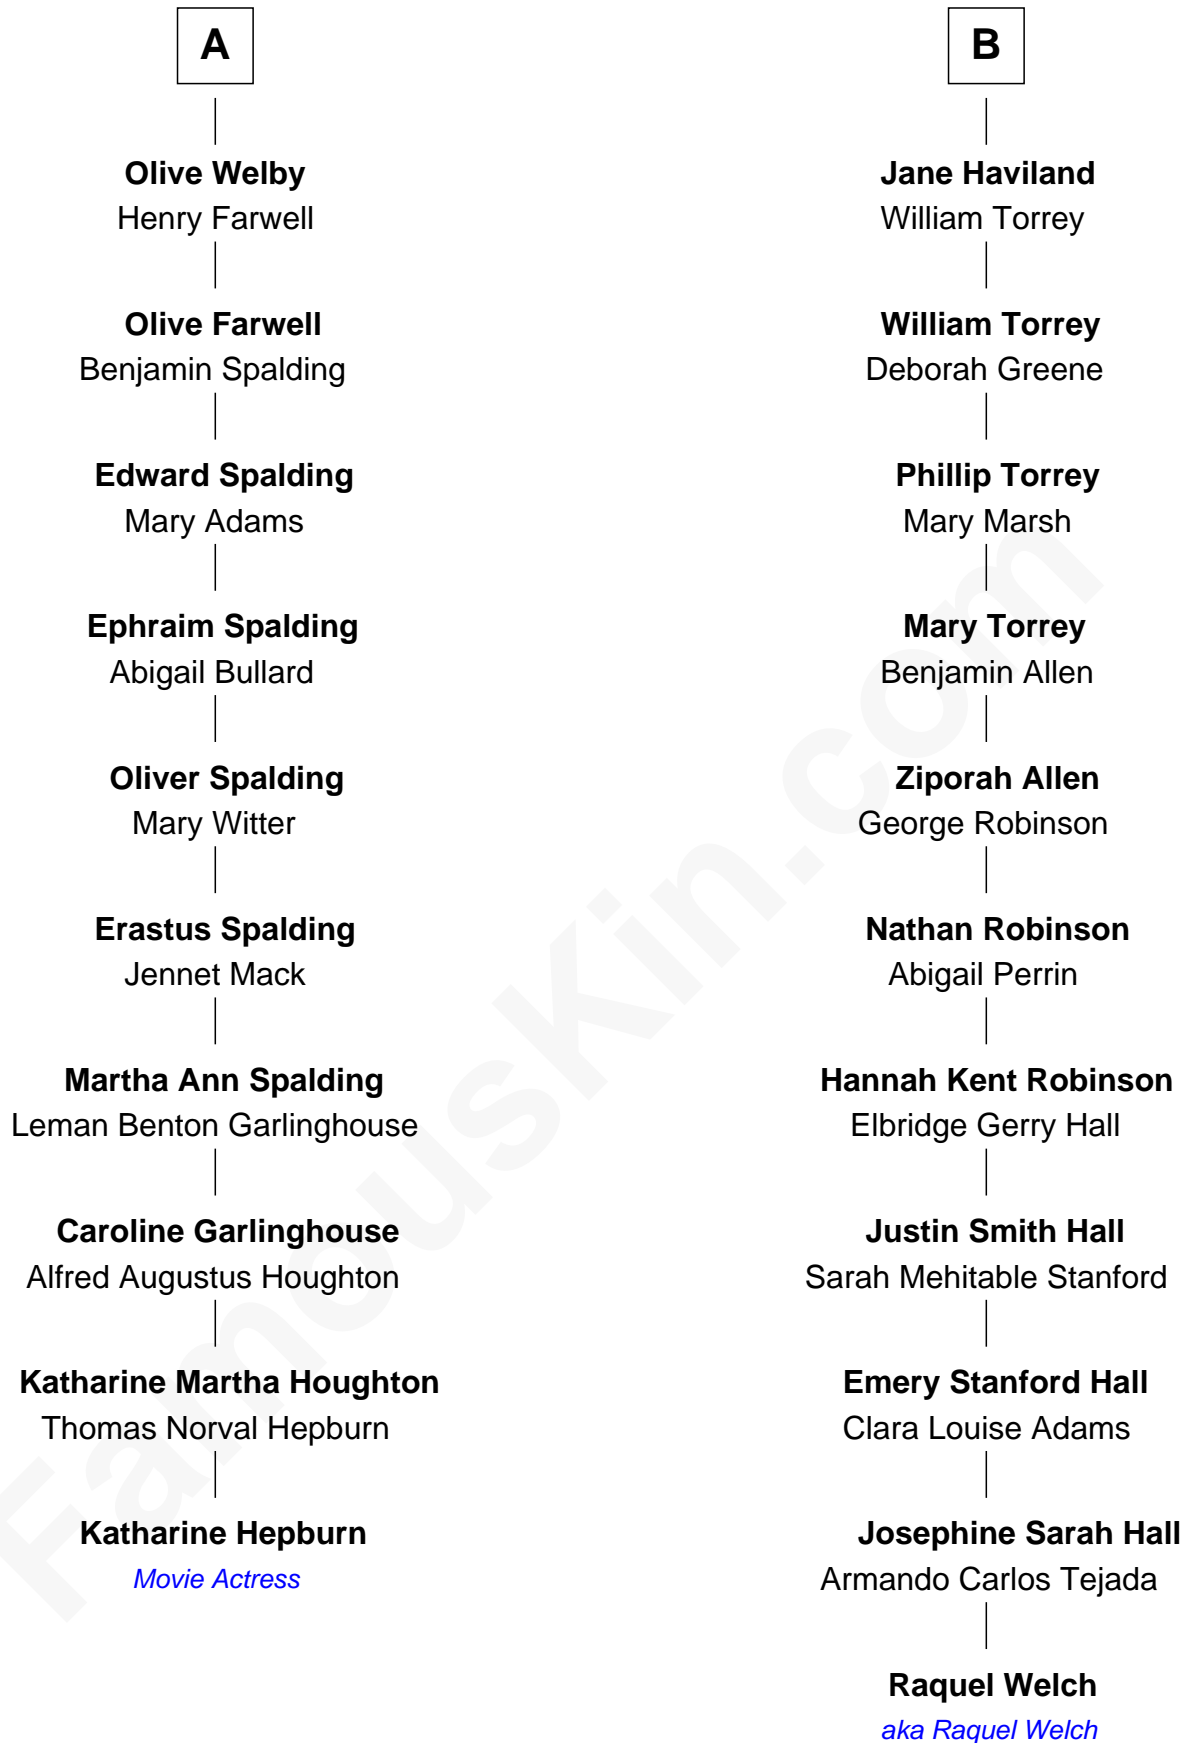 A
Olive Welby
Henry Farwell
Olive Farwell
Benjamin Spalding
Edward Spalding
Mary Adams
Ephraim Spalding
Abigail Bullard
Oliver Spalding
Mary Witter
Erastus Spalding
Jennet Mack
Martha Ann Spalding
Leman Benton Garlinghouse
Caroline Garlinghouse
Alfred Augustus Houghton
Katharine Martha Houghton
Thomas Norval Hepburn
Katharine Hepburn
Movie Actress
B
Jane Haviland
William Torrey
William Torrey
Deborah Greene
Phillip Torrey
Mary Marsh
Mary Torrey
Benjamin Allen
Ziporah Allen
George Robinson
Nathan Robinson
Abigail Perrin
Hannah Kent Robinson
Elbridge Gerry Hall
Justin Smith Hall
Sarah Mehitable Stanford
Emery Stanford Hall
Clara Louise Adams
Josephine Sarah Hall
Armando Carlos Tejada
Raquel Welch
aka Raquel Welch
FamousKin.com